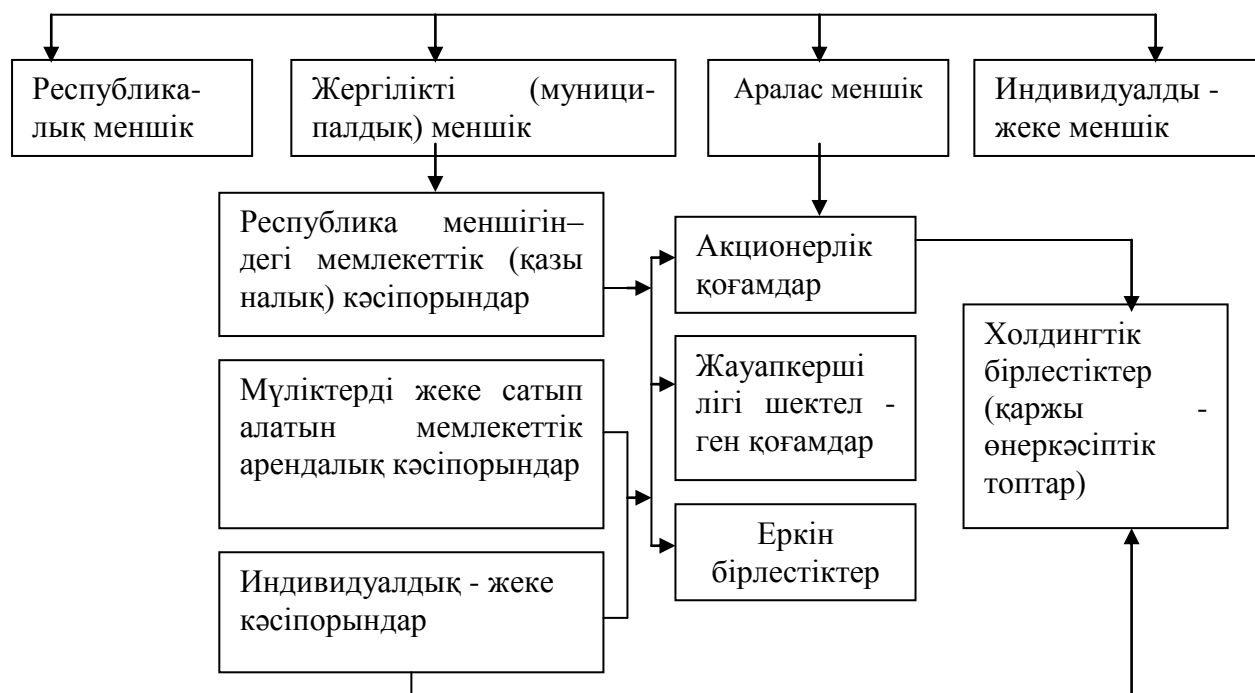 Республика-
лық меншік
Жергілікті (муници-
палдық) меншік
Аралас меншік
Индивидуалды -
жеке меншік
Республика меншігін–
дегі мемлекеттік (қазы
налық) кәсіпорындар
Акционерлік
қоғамдар
Холдингтік
бірлестіктер
(қаржы -
өнеркәсіптік
топтар)
Жауапкерші
лігі шектел -
ген қоғамдар
Мүліктерді жеке сатып
алатын мемлекеттік
арендалық кәсіпорындар
Еркін
бірлестіктер
Индивидуалдық - жеке
кәсіпорындар